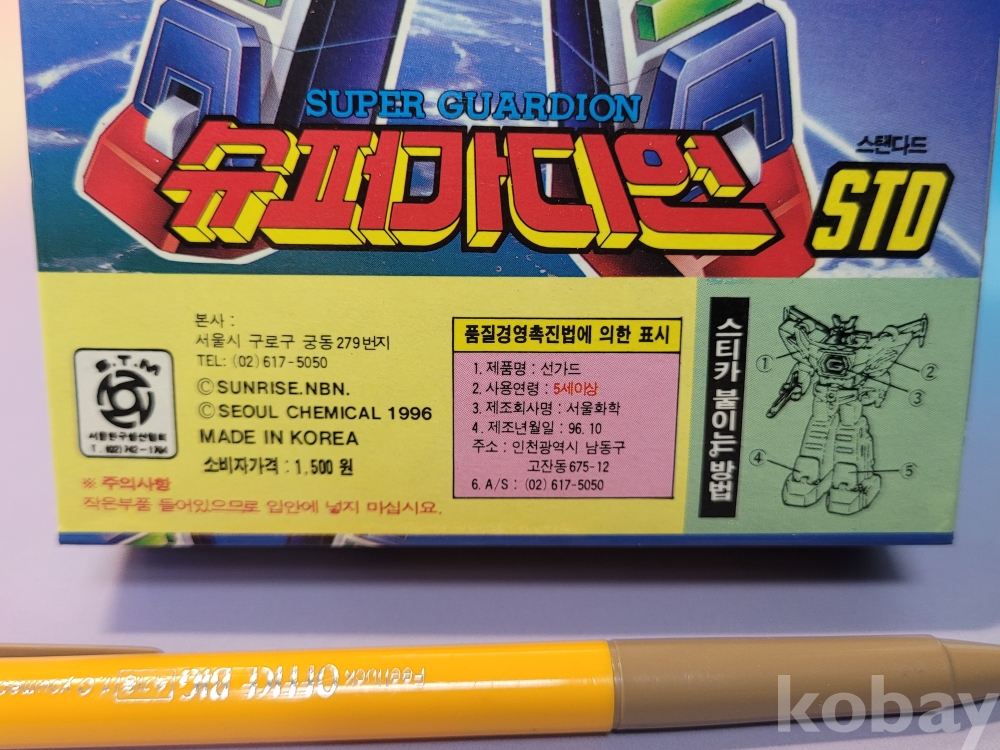 SUPER GUARDION
슈퍼가디언
스탠다드
STD
본사 :
서울시 구로구 궁동 279번지
TEL: (02) 617-5050
ⓒSUNRISE.NBN.
ⓒSEOUL CHEMICAL 1996
MADE IN KOREA
소비자가격 : 1,500 원
S.T.M
※ 주의사항
작은부품 들어있으므로 입안에 넣지 마십시요.
품질경영촉진법에 의한 표시
1. 제품명 : 선가드
2. 사용연령 : 5세이상
3. 제조회사명 : 서울화학
4. 제조년월일 : 96. 10
주소 : 인천광역시 남동구
고잔동 675-12
6. A/S : (02) 617-5050
스티카 붙이는 방법
①
②
③
④
⑤
G
Feelluck OFFICE BIG
kobay